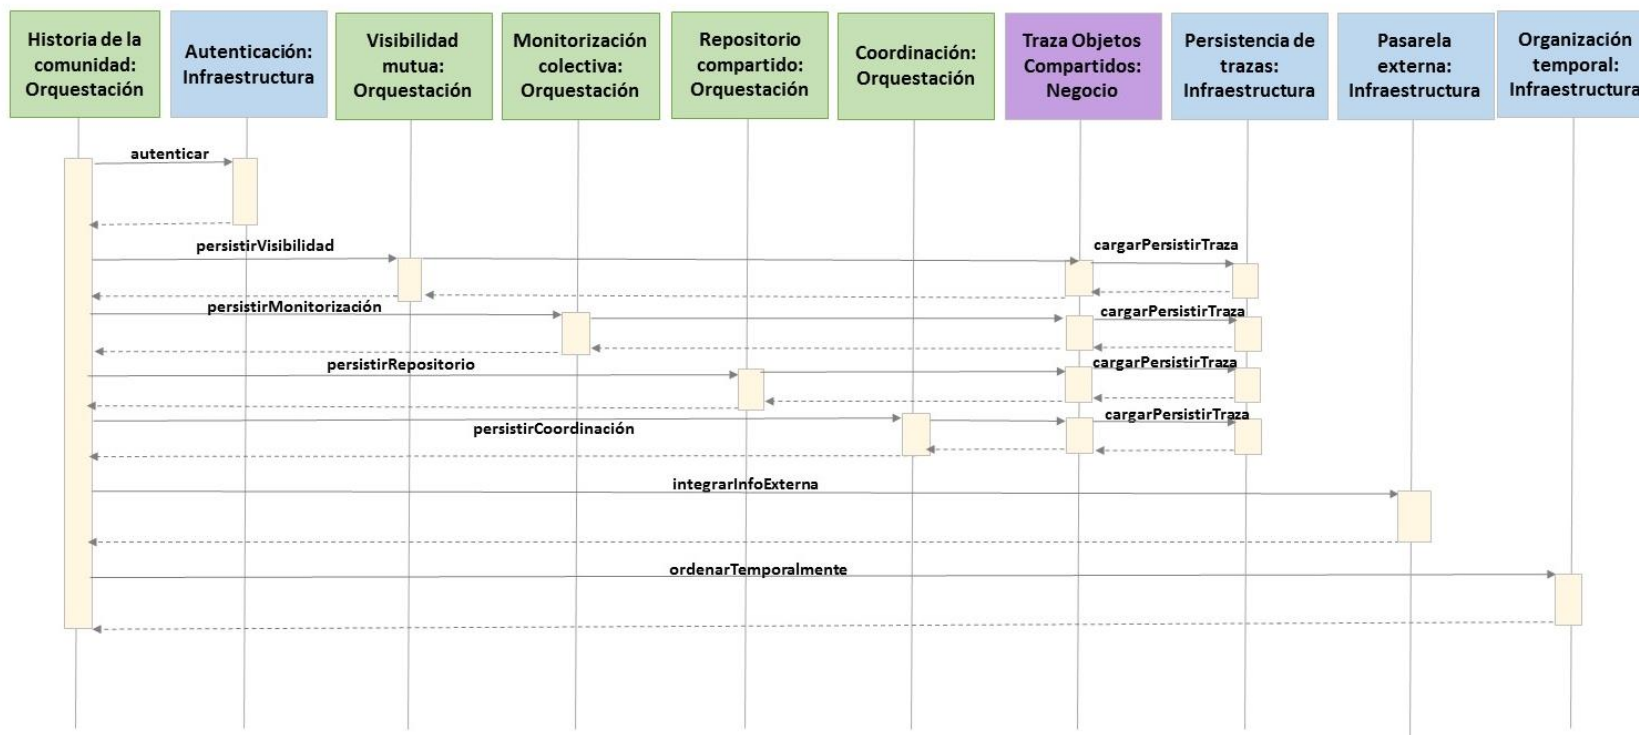 Historia de la
comunidad:
Orquestación
Autenticación:
Infraestructura
Visibilidad
mutua:
Orquestación
Monitorización
colectiva:
Orquestación
Repositorio
compartido:
Orquestación
Coordinación:
Orquestación
Traza Objetos
Compartidos:
Negocio
Persistencia de
trazas:
Infraestructura
Pasarela
externa:
Infraestructura
Organización
temporal:
Infraestructura
autenticar
persistirVisibilidad
cargarPersistirTraza
persistirMonitorización
cargarPersistirTraza
persistirRepositorio
cargarPersistirTraza
persistirCoordinación
cargarPersistirTraza
integrarInfoExterna
ordenarTemporalmente